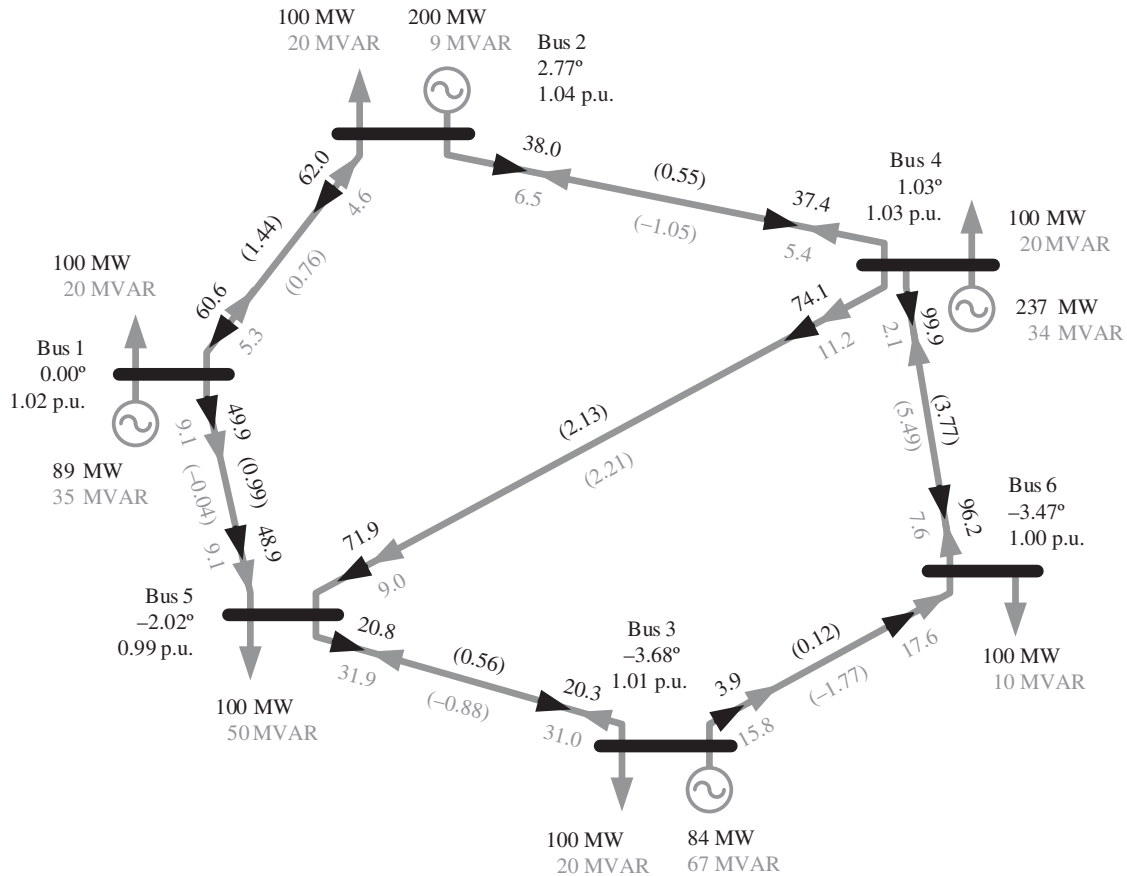 100 MW
20 MVAR
200 MW
9 MVAR
Bus 2
2.77º
1.04 p.u.
62.0
4.6
(1.44)
(0.76)
60.6
5.3
38.0
6.5
(0.55)
(–1.05)
37.4
5.4
Bus 4
1.03º
1.03 p.u.
100 MW
20 MVAR
237 MW
34 MVAR
100 MW
20 MVAR
Bus 1
0.00º
1.02 p.u.
89 MW
35 MVAR
49.9
9.1
(0.99)
(–0.04)
48.9
9.1
74.1
11.2
(2.13)
(2.21)
71.9
9.0
99.9
2.1
(3.77)
(5.49)
96.2
7.6
Bus 6
–3.47º
1.00 p.u.
100 MW
10 MVAR
Bus 5
–2.02º
0.99 p.u.
100 MW
50 MVAR
20.8
31.9
(0.56)
(–0.88)
20.3
31.0
Bus 3
–3.68º
1.01 p.u.
3.9
15.8
(0.12)
(–1.77)
17.6
100 MW
20 MVAR
84 MW
67 MVAR